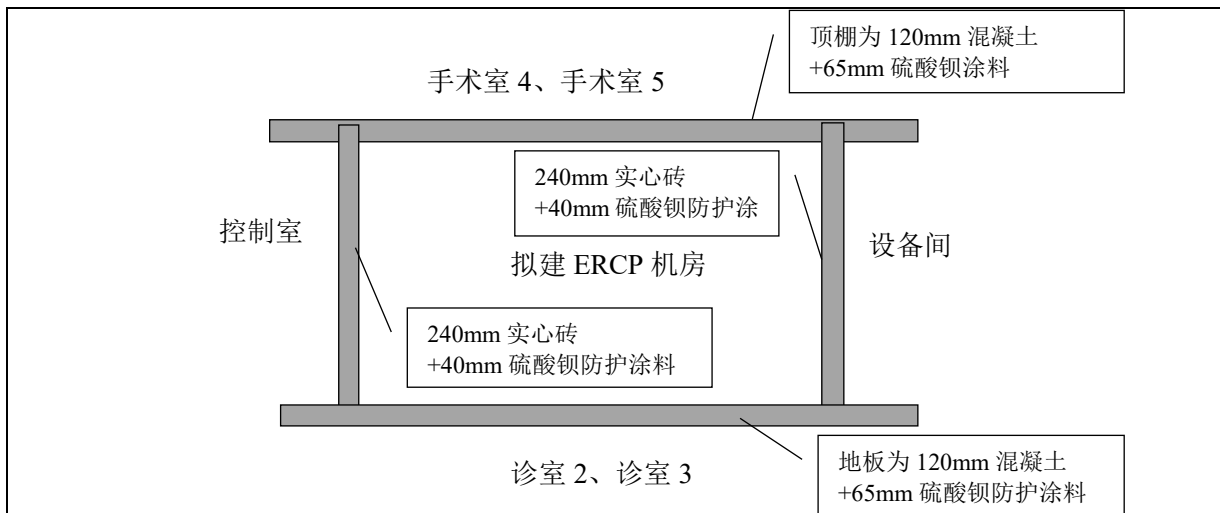 顶棚为 120mm 混凝土
+65mm 硫酸钡涂料
手术室 4、手术室 5
240mm 实心砖
+40mm 硫酸钡防护涂
控制室
设备间
拟建 ERCP 机房
240mm 实心砖
+40mm 硫酸钡防护涂料
诊室 2、诊室 3
地板为 120mm 混凝土
+65mm 硫酸钡防护涂料